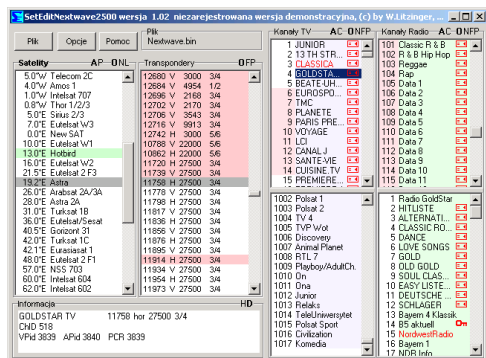 SetEditNextwave2500 wersja 1.02 niezarejestrowana wersja demonstracyjna, (c) by W.Litzinger, ...
Plik
Opcje
Pomoc
Plik
Nextwave.bin
Satelity AP ONL
5.0°W Telecom 2C
4.0°W Amos 1
1.0°W Intelsat 707
0.8°W Thor 1/2/3
5.0°E Sirius 2/3
7.0°E Eutelsat W3
0.0°E New SAT
10.0°E Eutelsat W1
13.0°E Hotbird
16.0°E Eutelsat W2
21.5°E Eutelsat 2 F3
19.2°E Astra
26.0°E Arabsat 2A/3A
28.0°E Astra 2A
31.0°E Turksat 1B
36.0°E Eutelsat/Sesat
40.5°E Gorizont 31
42.0°E Turksat 1C
42.1°E Eurasiasat 1
48.0°E Eutelsat 2 F1
57.0°E NSS 703
60.0°E Intelsat 604
62.0°E Intelsat 602
Transpondery OFP
12680 V 3000 3/4
12684 V 4954 1/2
12696 V 2168 3/4
12702 V 2170 3/4
12706 V 3543 3/4
12716 V 9913 3/4
12742 H 3000 5/6
10788 V 22000 5/6
10862 H 22000 5/6
11720 H 27500 3/4
11739 V 27500 3/4
11758 H 27500 3/4
11778 V 27500 3/4
11798 H 27500 3/4
11817 V 27500 3/4
11836 H 27500 3/4
11856 V 27500 3/4
11876 H 27500 3/4
11895 V 27500 3/4
11914 H 27500 3/4
11934 V 27500 3/4
11954 H 27500 3/4
11973 V 27500 3/4
Informacja HD
GOLDSTAR TV 11758 hor 27500 3/4
CHD 518
VPid 3839 APid 3840 PCR 3839
Kanały TV AC ONFP
1 JUNIOR
2 13TH STR...
3 CLASSICA
4 GOLDSTA...
5 BEATE-UH...
6 EUROSPO...
7 TMC
8 PLANETE
9 PARIS PRE...
10 VOYAGE
11 LCI
12 CANAL J
13 SANTE-VIE
14 CUISINE.TV
15 PREMIERE...
1002 Polsat 1
1003 Polsat 2
1004 TV 4
1005 TVP Wot
1006 Discovery
1007 Animal Planet
1008 RTL 7
1009 Playboy/AdultCh.
1010 On
1011 Ona
1012 Junior
1013 Relaks
1014 TeleUniwersytet
1015 Polsat Sport
1016 Civilization
1017 Komedia
Kanały Radio AC ONFP
101 Classic R & B
102 R & B Hip Hop
103 Reggae
104 Rap
105 Data 1
106 Data 2
107 Data 3
108 Data 4
109 Data 5
110 Data 6
111 Data 7
112 Data 8
113 Data 9
114 Data 10
115 Data 11
1 Radio GoldStar
2 HITLISTE
3 ALTERNATI...
4 CLASSIC RO...
5 DANCE
6 LOVE SONGS
7 GOLD
8 OLD GOLD
9 SOUL CLAS...
10 EASY LISTE...
11 DEUTSCHE ...
12 SCHLAGER
13 Bayern 4 Klassik
14 B5 aktuell
15 NordwestRadio
16 Bayern 1
17 NDR Info